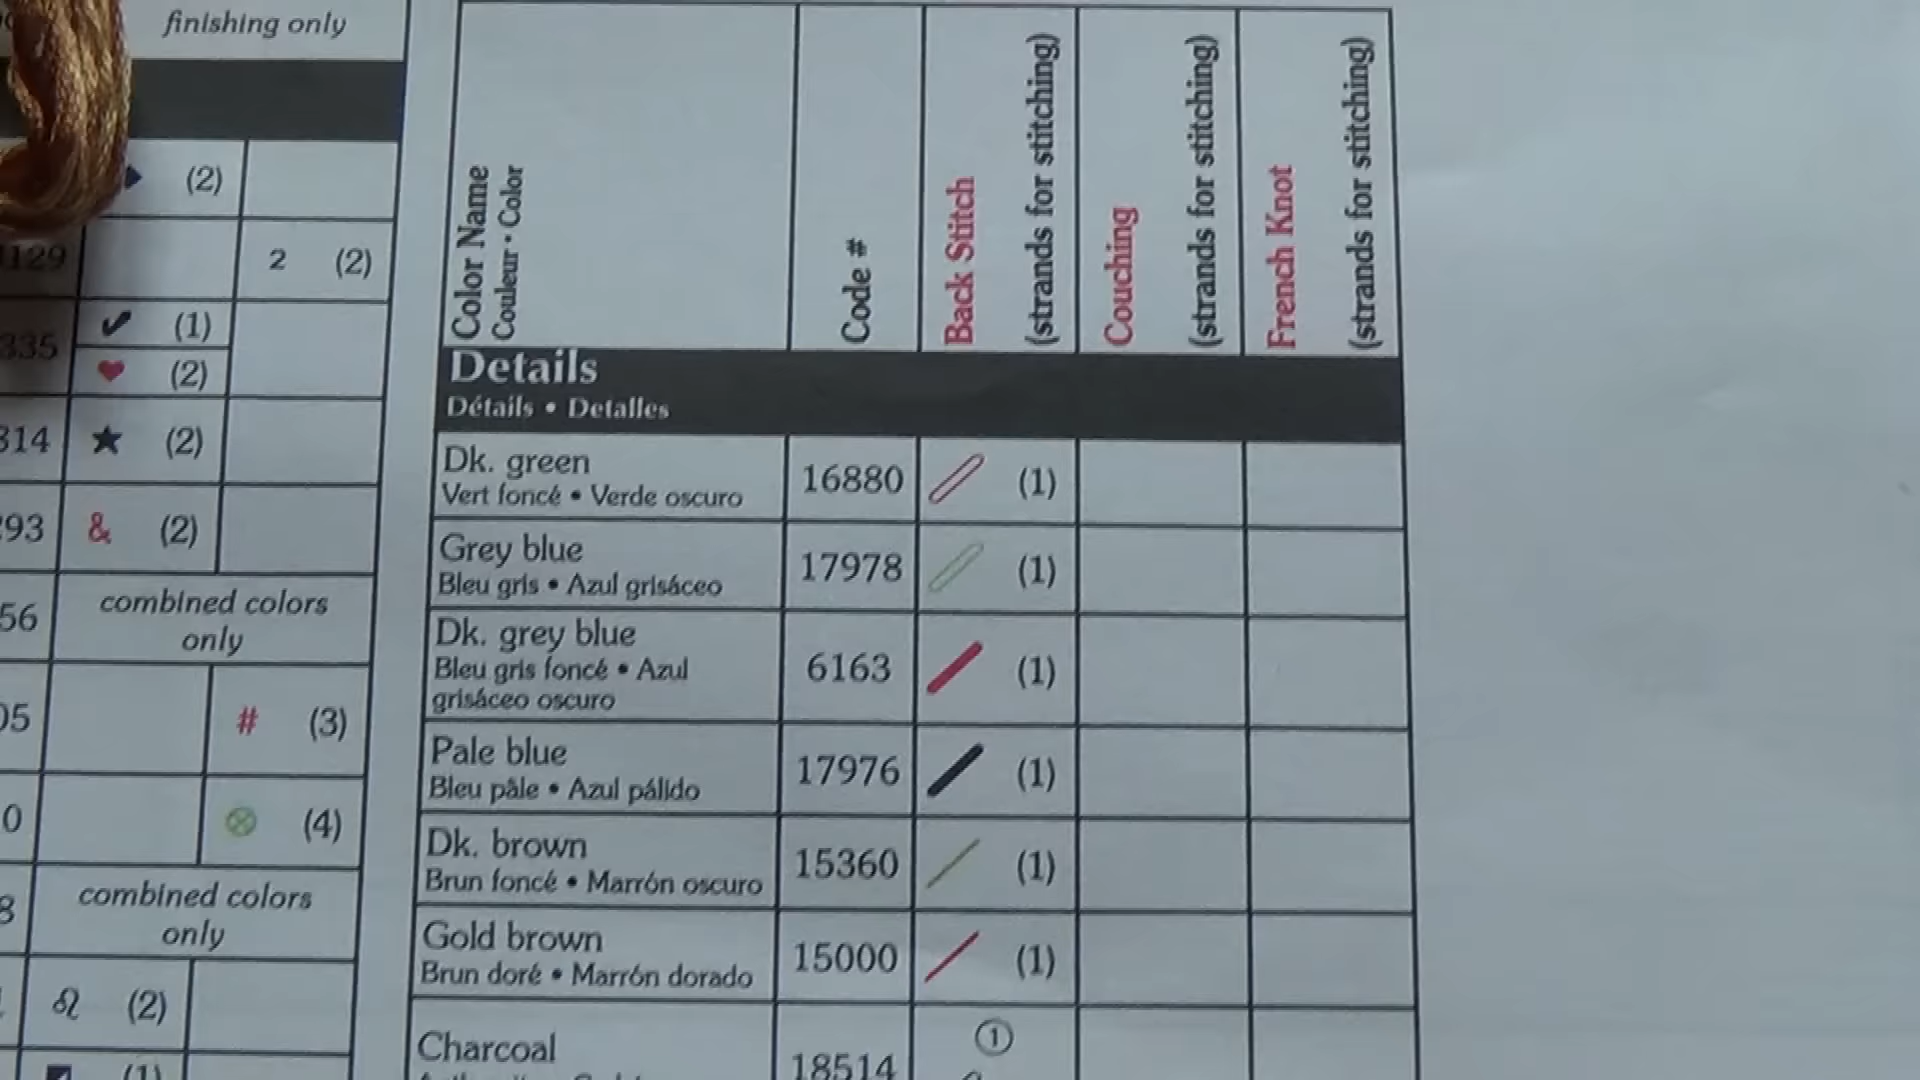 finishing only
(2)
129
2 (2)
335
(1)
(2)
314
(2)
93
& (2)
56
combined colors
only
05
# (3)
0
(4)
8
combined colors
only
(2)
(1)
Color Name
Couleur • Color
Code #
Back Stitch
(strands for stitching)
Couching
(strands for stitching)
French Knot
(strands for stitching)
Details
Détails • Detalles
Dk. green
Vert foncé • Verde oscuro
16880
(1)
Grey blue
Bleu gris • Azul grisáceo
17978
(1)
Dk. grey blue
Bleu gris foncé • Azul
grisáceo oscuro
6163
(1)
Pale blue
Bleu pâle • Azul pálido
17976
(1)
Dk. brown
Brun foncé • Marrón oscuro
15360
(1)
Gold brown
Brun doré • Marrón dorado
15000
(1)
Charcoal
18514
1